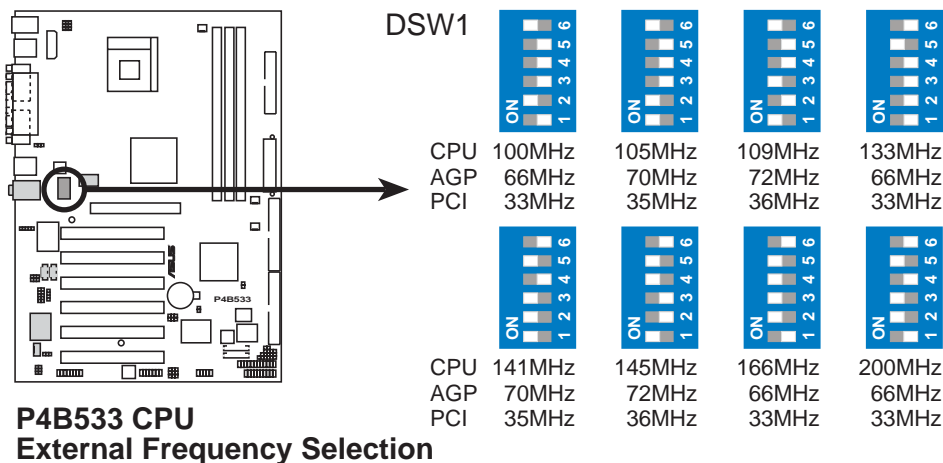 DSW1
ON 1 2 3 4 5 6
ON 1 2 3 4 5 6
ON 1 2 3 4 5 6
ON 1 2 3 4 5 6
CPU 100MHz 105MHz 109MHz 133MHz
AGP 66MHz 70MHz 72MHz 66MHz
PCI 33MHz 35MHz 36MHz 33MHz
ON 1 2 3 4 5 6
ON 1 2 3 4 5 6
ON 1 2 3 4 5 6
ON 1 2 3 4 5 6
CPU 141MHz 145MHz 166MHz 200MHz
AGP 70MHz 72MHz 66MHz 66MHz
PCI 35MHz 36MHz 33MHz 33MHz
ASUS
P4B533
P4B533 CPU
External Frequency Selection